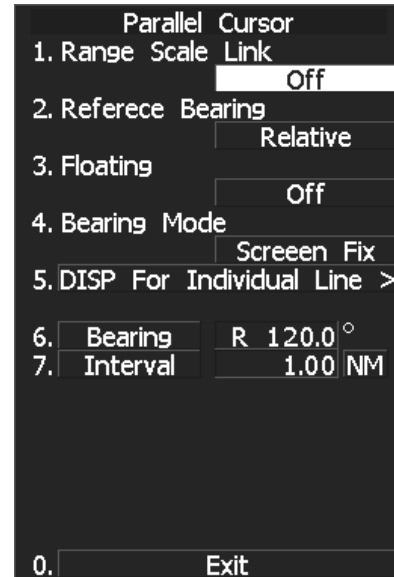 Parallel Cursor
1. Range Scale Link
Off
2. Referece Bearing
Relative
3. Floating
Off
4. Bearing Mode
Screeen Fix
5. DISP For Individual Line >
6. Bearing R 120.0 °
7. Interval 1.00 NM
0. Exit